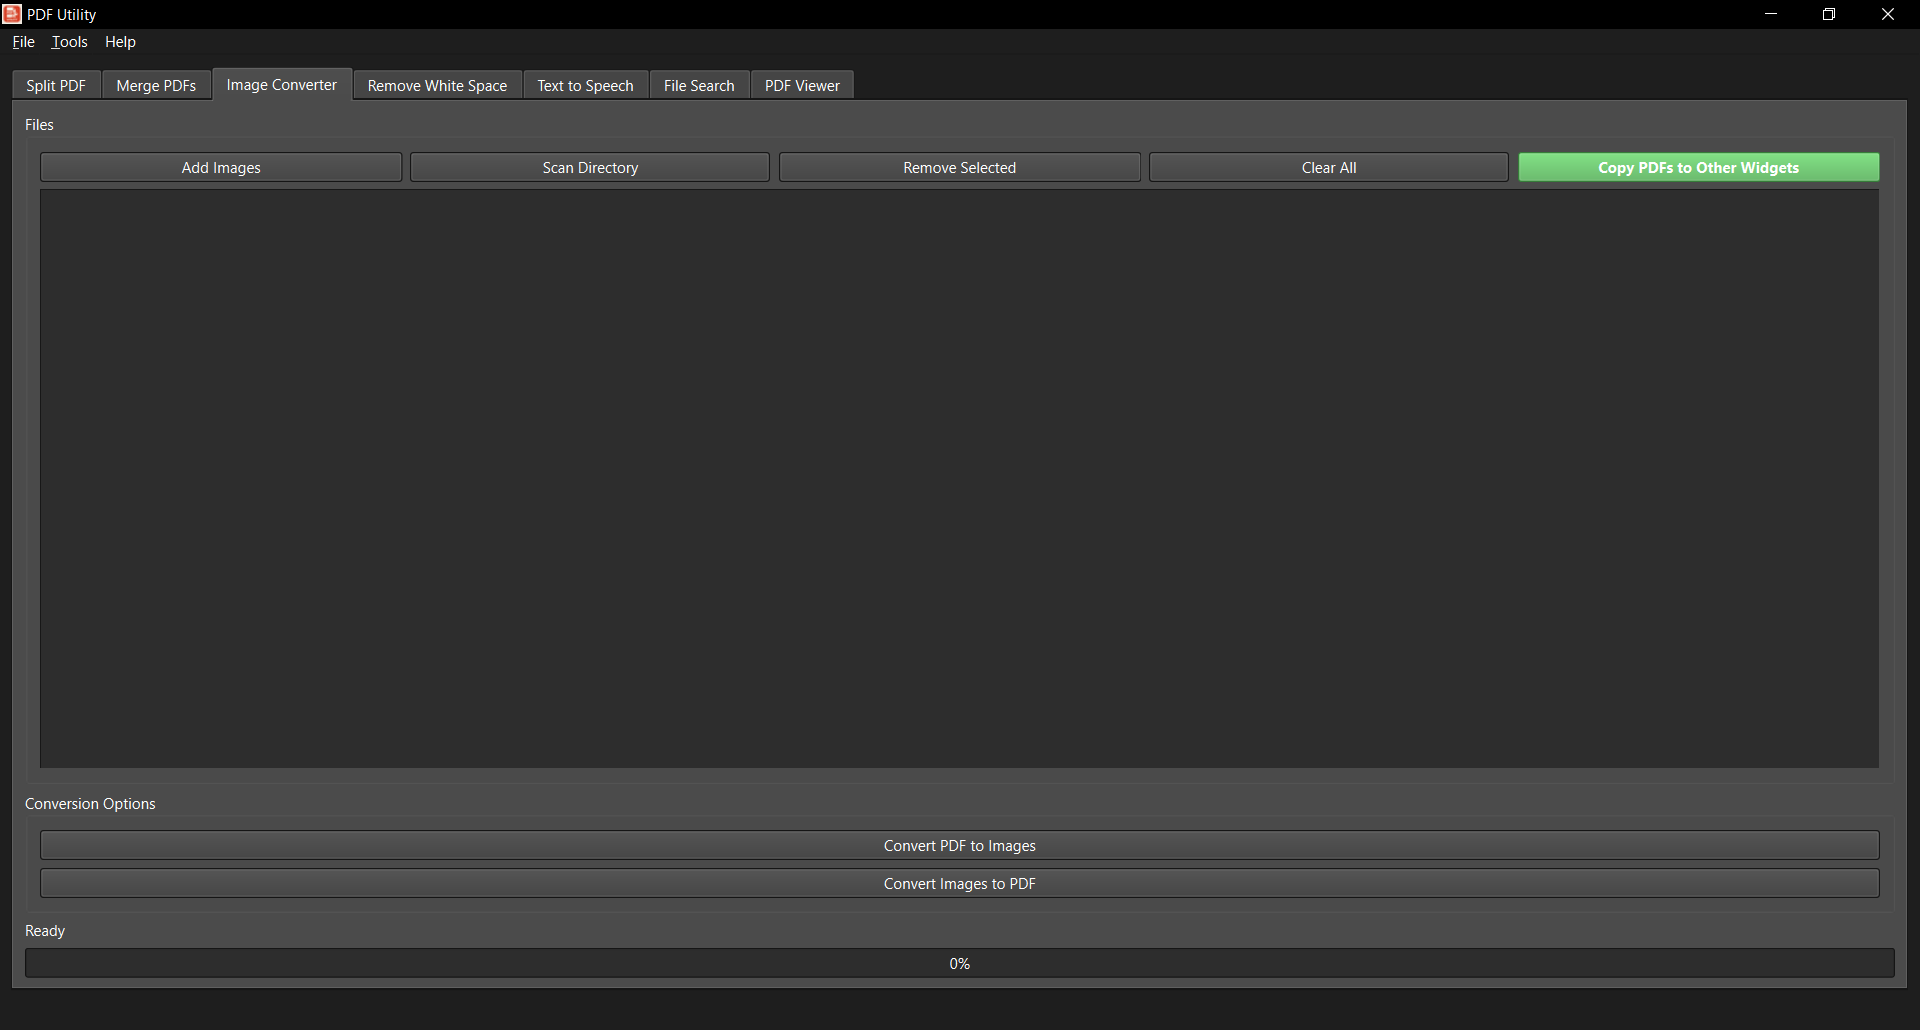 PDF Utility
File Tools Help
Split PDF Merge PDFs Image Converter Remove White Space Text to Speech File Search PDF Viewer
Files
Add Images Scan Directory Remove Selected Clear All Copy PDFs to Other Widgets
Conversion Options
Convert PDF to Images
Convert Images to PDF
Ready
0%